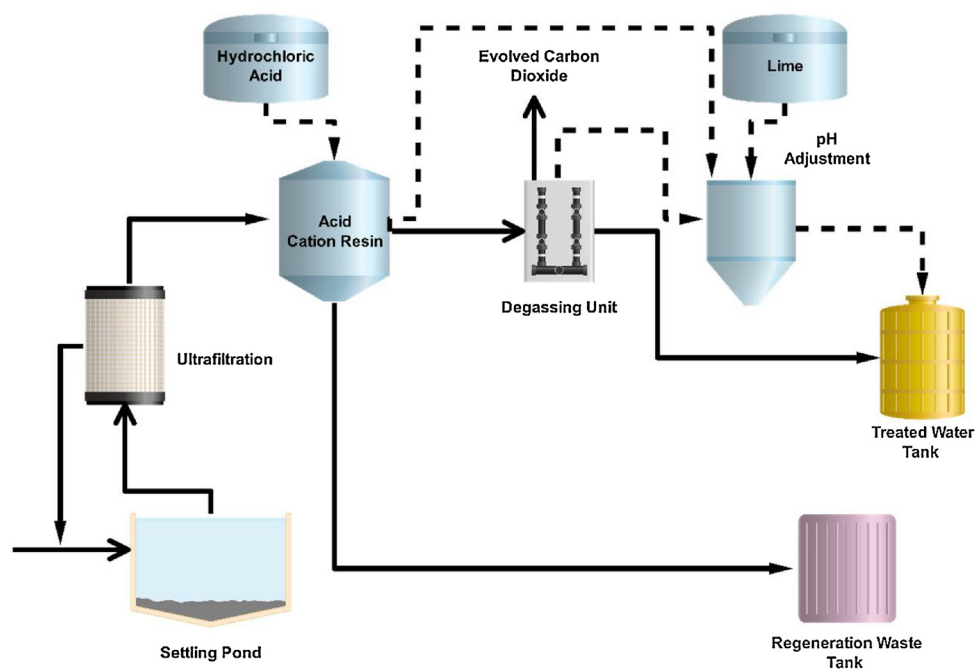 Hydrochloric
Acid
Evolved Carbon
Dioxide
Lime
pH
Adjustment
Acid
Cation Resin
Degassing Unit
Ultrafiltration
Treated Water
Tank
Settling Pond
Regeneration Waste
Tank